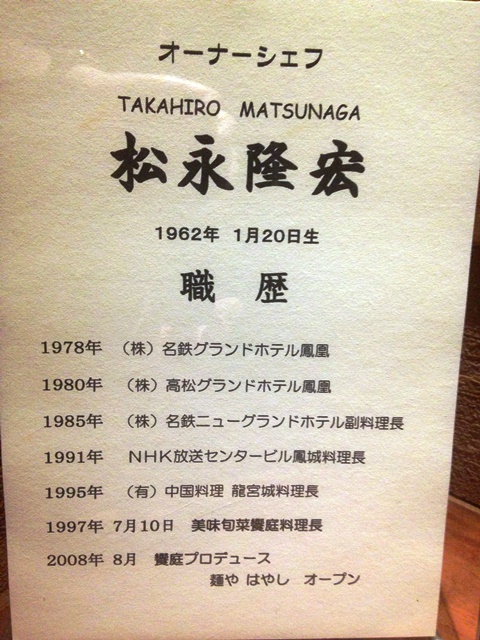 オーナーシェフ
TAKAHIRO MATSUNAGA
松永隆宏
1962年 1月20日生
職 歴
1978年 （株）名鉄グランドホテル鳳凰
1980年 （株）高松グランドホテル鳳凰
1985年 （株）名鉄ニューグランドホテル副料理長
1991年 NHK放送センタービル鳳城料理長
1995年 （有）中国料理 龍宮城料理長
1997年 7月10日 美味旬菜饗庭料理長
2008年 8月 饗庭プロデュース
麺や はやし オープン